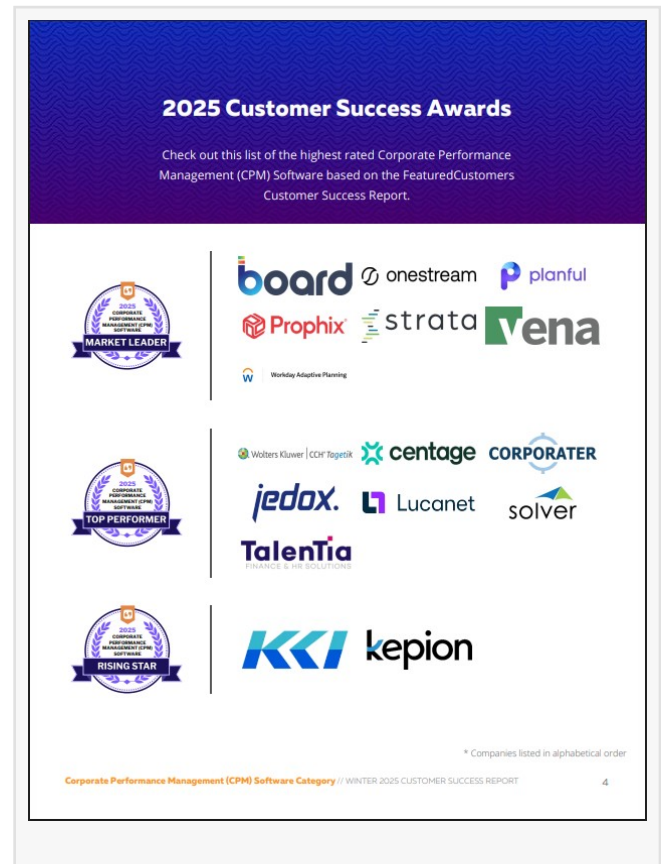 2025 Customer Success Awards
Check out this list of the highest rated Corporate Performance
Management (CPM) Software based on the FeaturedCustomers
Customer Success Report.
2025
CORPORATE
PERFORMANCE
MANAGEMENT (CPM)
SOFTWARE
MARKET LEADER
board onestream planful
Prophix strata vena
W Workday Adaptive Planning
2025
CORPORATE
PERFORMANCE
MANAGEMENT (CPM)
SOFTWARE
TOP PERFORMER
Wolters Kluwer | CCH® Tagetik centage CORPORATER
jedox. Lucanet solver
TalenTia
FINANCE & HR SOLUTIONS
2025
CORPORATE
PERFORMANCE
MANAGEMENT (CPM)
SOFTWARE
RISING STAR
KCI kepion
* Companies listed in alphabetical order
Corporate Performance Management (CPM) Software Category // WINTER 2025 CUSTOMER SUCCESS REPORT 4